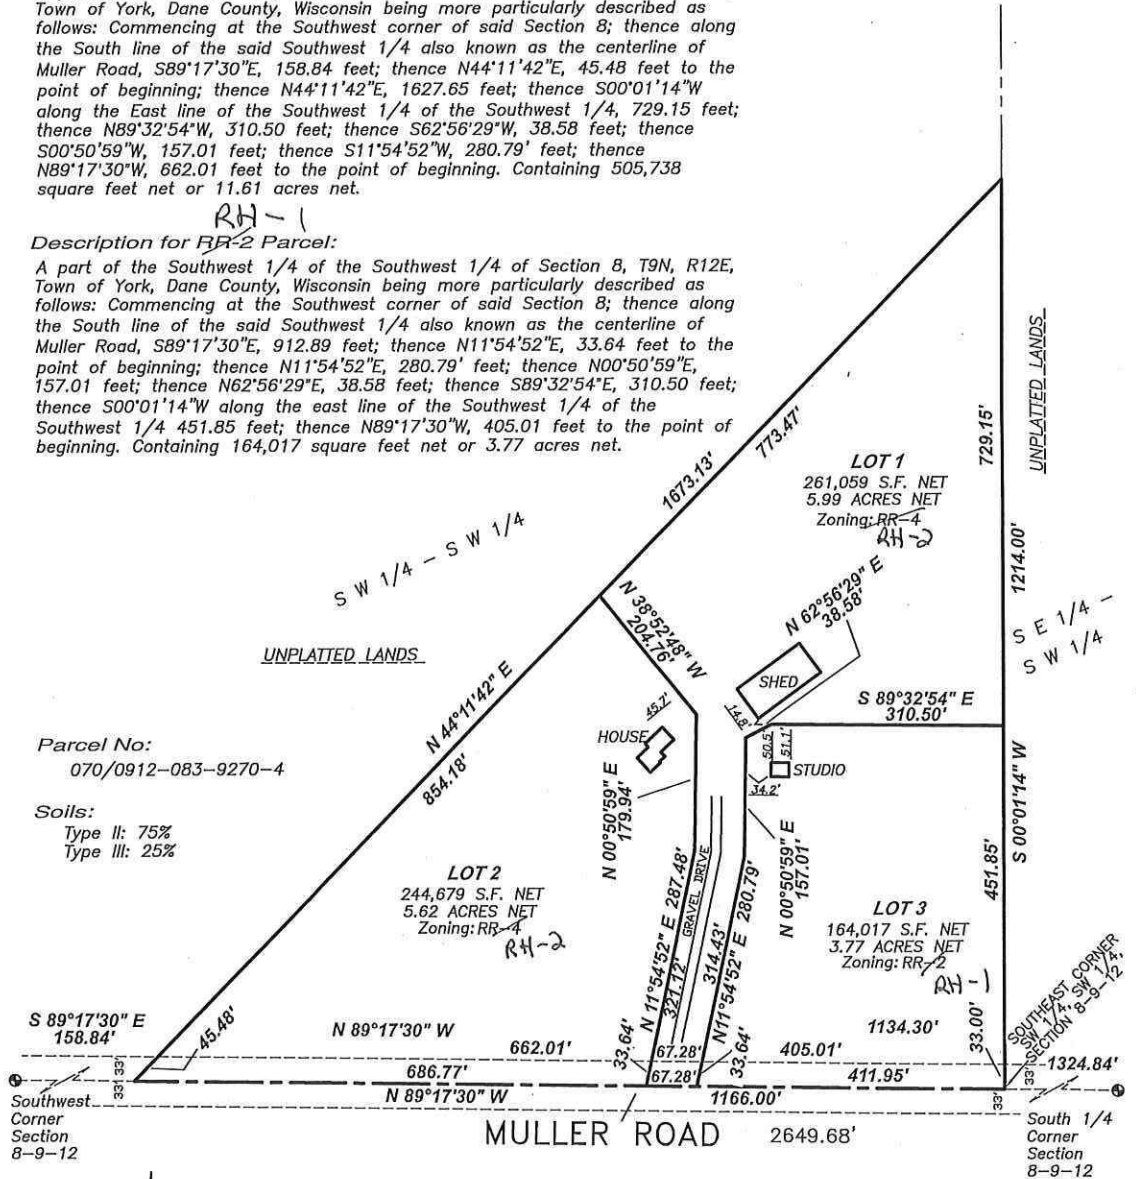 Town of York, Dane County, Wisconsin being more particularly described as
follows: Commencing at the Southwest corner of said Section 8; thence along
the South line of the said Southwest 1/4 also known as the centerline of
Muller Road, S89°17'30"E, 158.84 feet; thence N44°11'42"E, 45.48 feet to the
point of beginning; thence N44°11'42"E, 1627.65 feet; thence S00°01'14"W
along the East line of the Southwest 1/4 of the Southwest 1/4, 729.15 feet;
thence N89°32'54"W, 310.50 feet; thence S62°56'29"W, 38.58 feet; thence
S00°50'59"W, 157.01 feet; thence S11°54'52"W, 280.79' feet; thence
N89°17'30"W, 662.01 feet to the point of beginning. Containing 505,738
square feet net or 11.61 acres net.
RH-1
Description for RR-2 Parcel:
A part of the Southwest 1/4 of the Southwest 1/4 of Section 8, T9N, R12E,
Town of York, Dane County, Wisconsin being more particularly described as
follows: Commencing at the Southwest corner of said Section 8; thence along
the South line of the said Southwest 1/4 also known as the centerline of
Muller Road, S89°17'30"E, 912.89 feet; thence N11°54'52"E, 33.64 feet to the
point of beginning; thence N11°54'52"E, 280.79' feet; thence N00°50'59"E,
157.01 feet; thence N62°56'29"E, 38.58 feet; thence S89°32'54"E, 310.50 feet;
thence S00°01'14"W along the east line of the Southwest 1/4 of the
Southwest 1/4 451.85 feet; thence N89°17'30"W, 405.01 feet to the point of
beginning. Containing 164,017 square feet net or 3.77 acres net.
UNPLATTED LANDS
729.15'
773.47'
1673.13'
LOT 1
261,059 S.F. NET
5.99 ACRES NET
Zoning: RR-4
RH-2
1214.00'
S W 1/4 - S W 1/4
S E 1/4 -
S W 1/4
UNPLATTED LANDS
N 38°52'48" W
204.76'
N 62°56'29" E
38.58'
SHED
S 89°32'54" E
310.50'
N 44°11'42" E
854.18'
45.7'
14.8'
HOUSE
50.5'
51.1'
STUDIO
34.2'
Parcel No:
070/0912-083-9270-4
Soils:
Type II: 75%
Type III: 25%
N 00°50'59" E
179.94'
N 00°50'59" E
157.01'
S 00°01'14" W
451.85'
LOT 2
244,679 S.F. NET
5.62 ACRES NET
Zoning: RR-4
RH-2
N 11°54'52" E 287.48'
321.12'
GRAVEL DRIVE
314.43'
N11°54'52" E 280.79'
LOT 3
164,017 S.F. NET
3.77 ACRES NET
Zoning: RR-2
RH-1
SOUTHEAST CORNER
SW 1/4, SW 1/4,
SECTION 8-9-12
S 89°17'30" E
158.84'
45.48'
N 89°17'30" W
662.01'
33.64'
67.28'
33.64'
405.01'
1134.30'
33.00'
1324.84'
33'
33'
686.77'
67.28'
411.95'
33'
33'
N 89°17'30" W
1166.00'
MULLER ROAD
2649.68'
Southwest
Corner
Section
8-9-12
South 1/4
Corner
Section
8-9-12